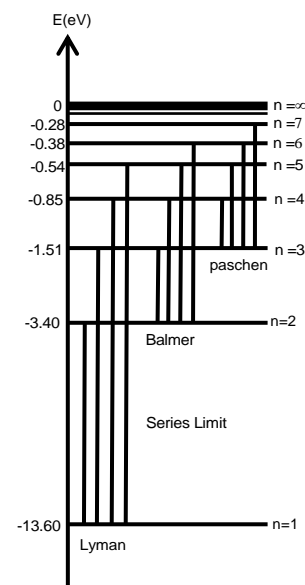 E(eV)
0 n =∞
-0.28 n =7
-0.38 n =6
-0.54 n =5
-0.85 n =4
-1.51 n =3
paschen
-3.40 n=2
Balmer
Series Limit
-13.60 n=1
Lyman